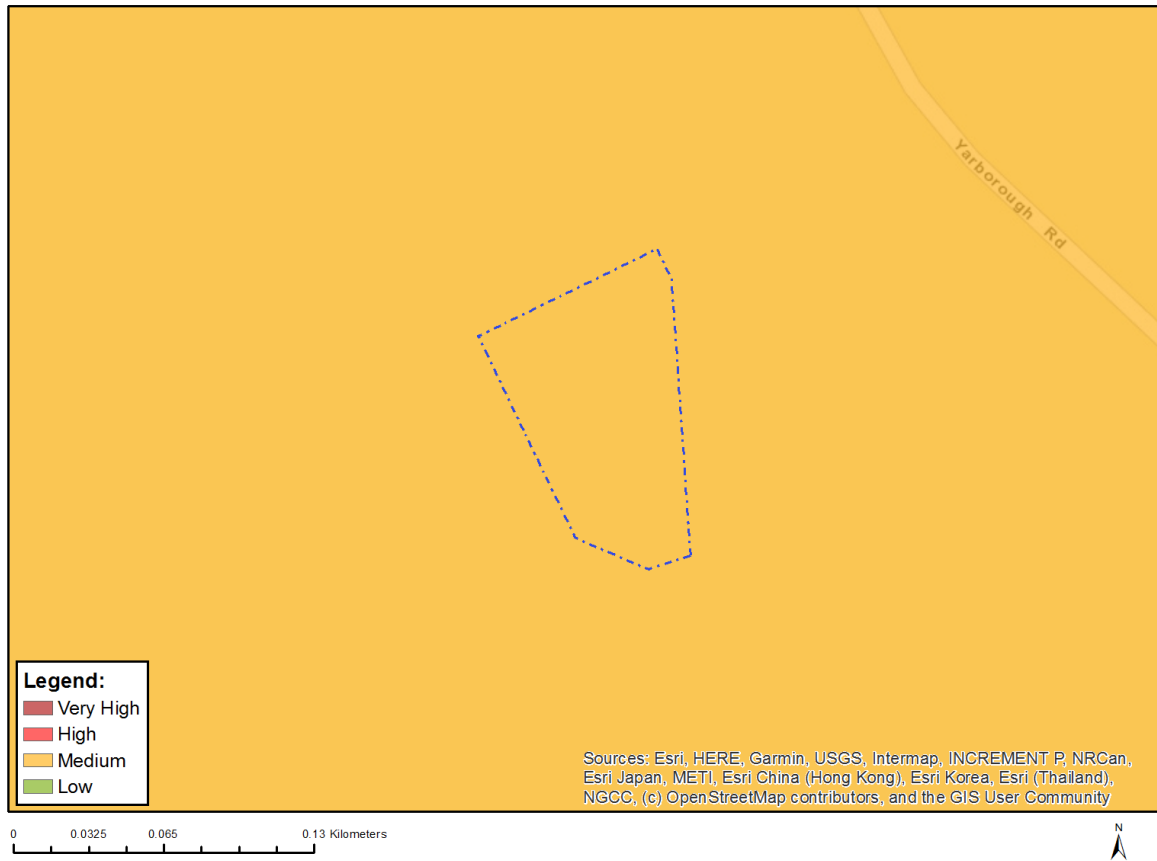 Yarborough Rd
Legend:
Very High
High
Medium
Low
Sources: Esri, HERE, Garmin, USGS, Intermap, INCREMENT P, NRCan,
Esri Japan, METI, Esri China (Hong Kong), Esri Korea, Esri (Thailand),
NGCC, (c) OpenStreetMap contributors, and the GIS User Community
0 0.0325 0.065 0.13 Kilometers
N